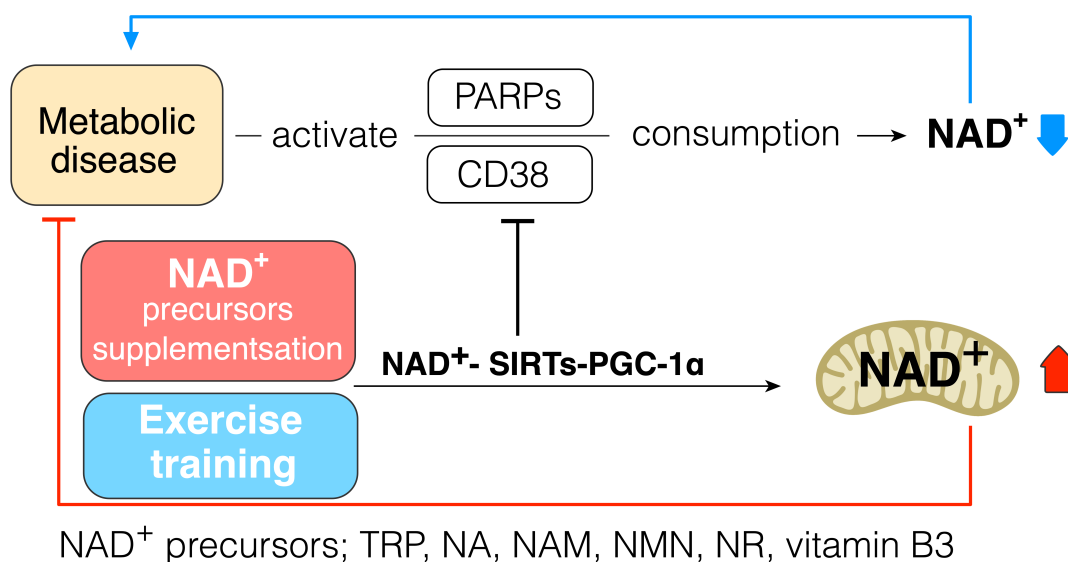 Metabolic
disease
activate
PARPs
CD38
consumption
NAD⁺
NAD⁺
precursors
supplementsation
Exercise
training
NAD⁺- SIRTs-PGC-1α
NAD⁺
NAD⁺ precursors; TRP, NA, NAM, NMN, NR, vitamin B3